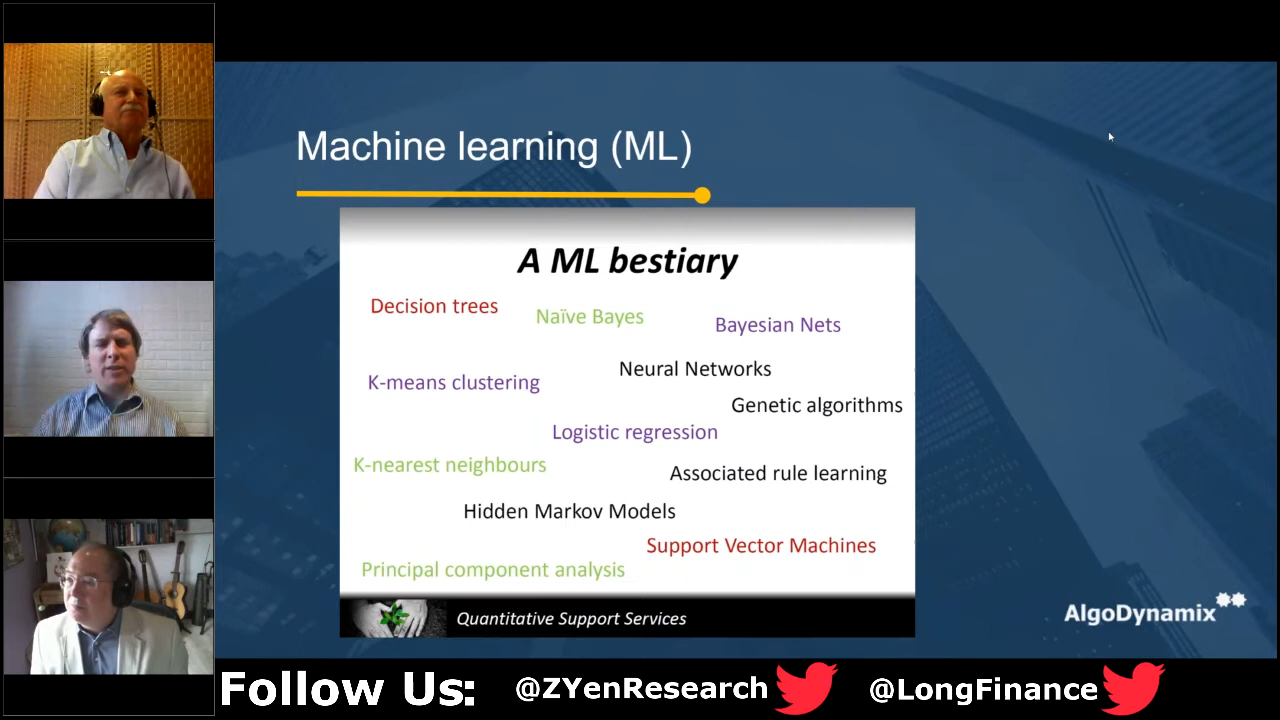 Machine learning (ML)
A ML bestiary
Decision trees
Naïve Bayes
Bayesian Nets
Neural Networks
K-means clustering
Genetic algorithms
Logistic regression
K-nearest neighbours
Associated rule learning
Hidden Markov Models
Support Vector Machines
Principal component analysis
Quantitative Support Services
AlgoDynamix
Follow Us: @ZYenResearch @LongFinance